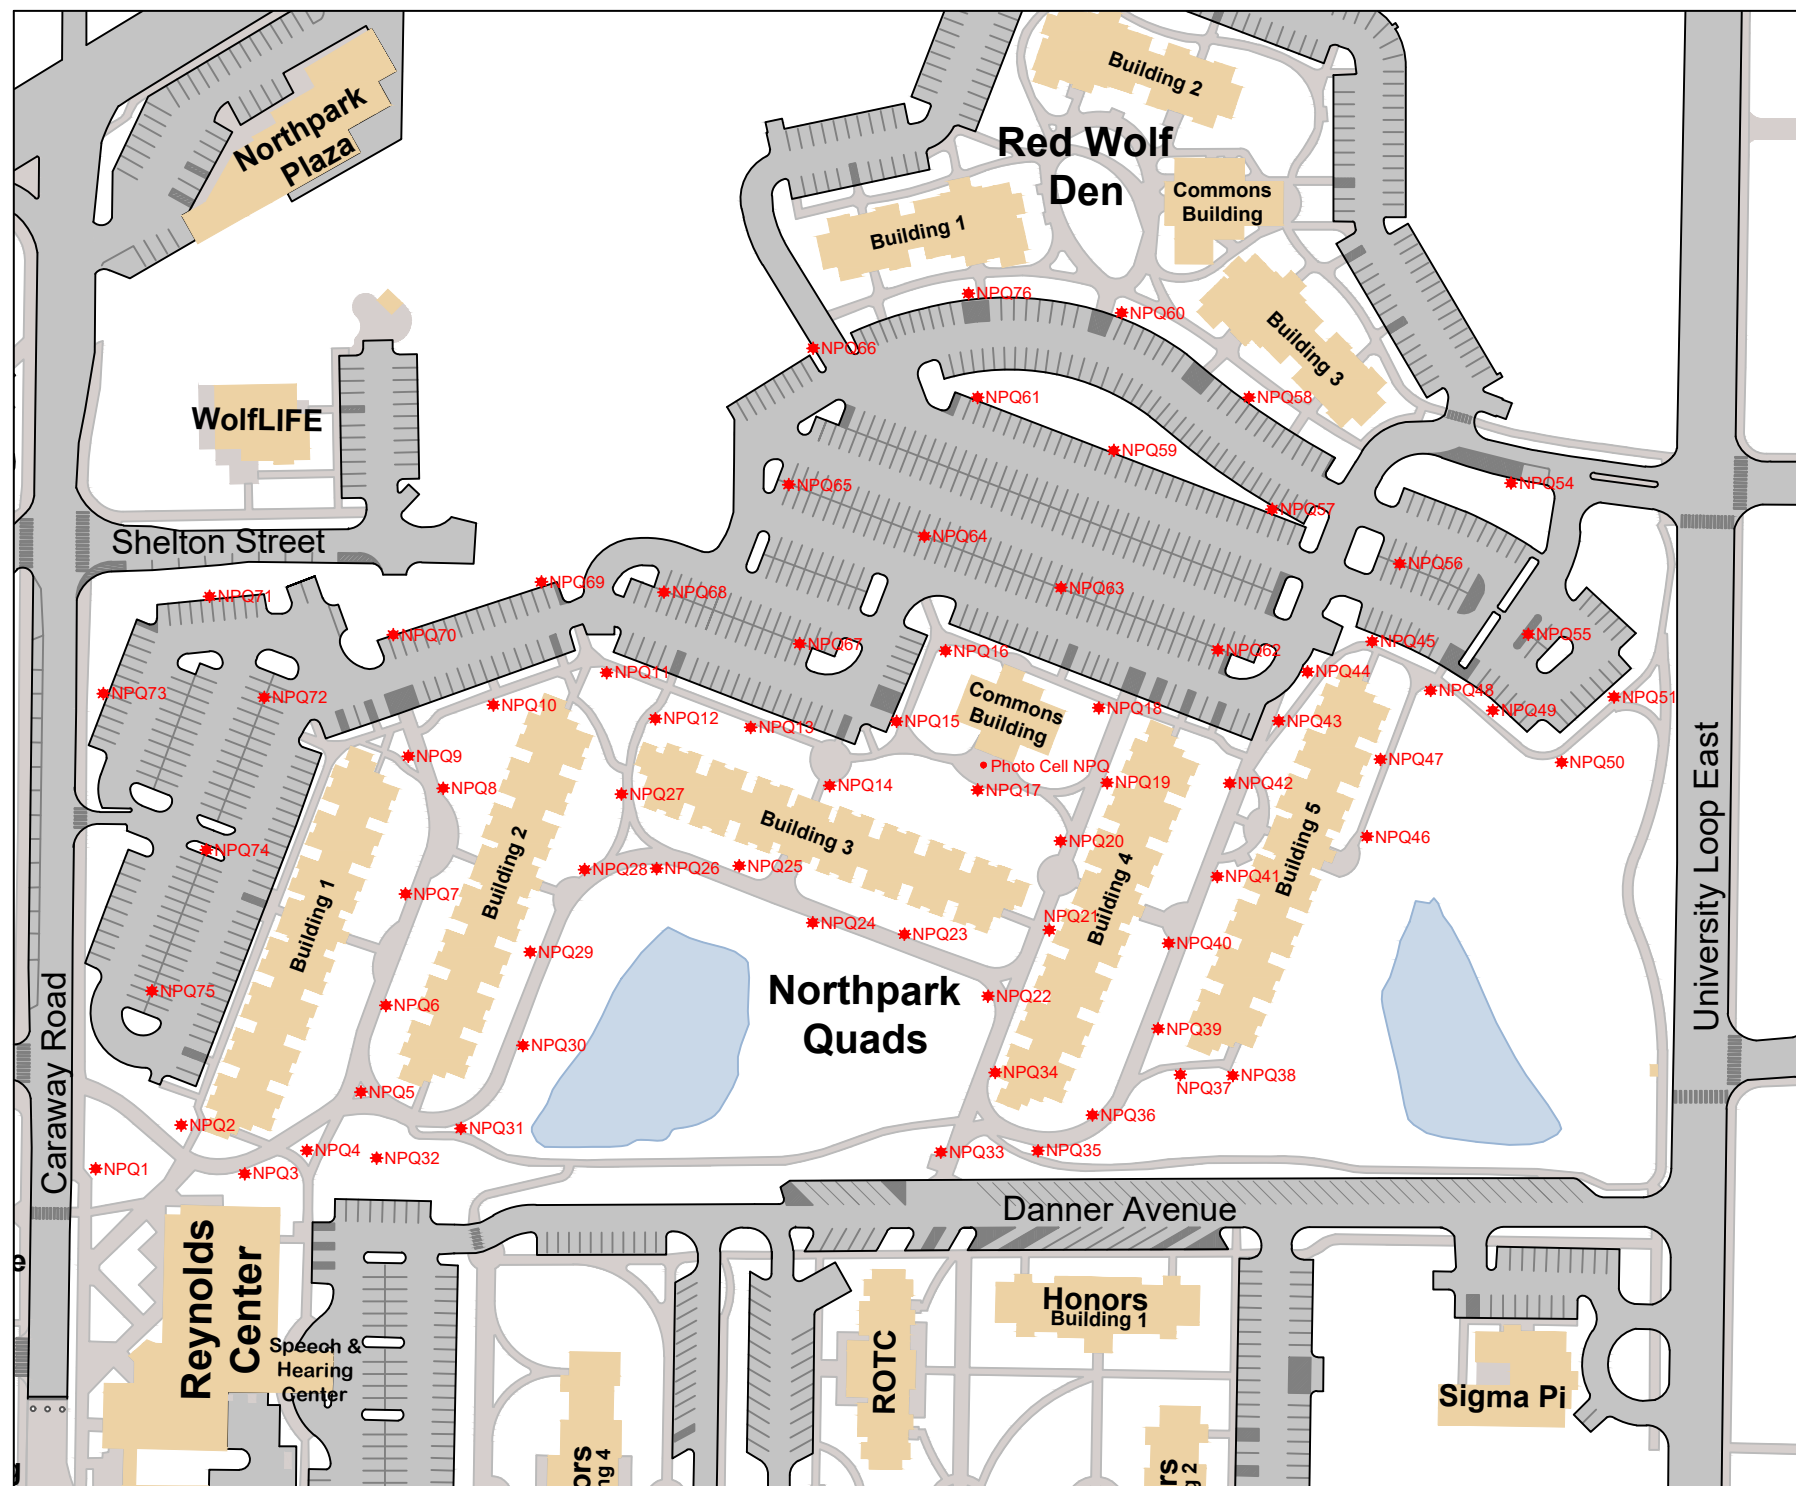 Northpark
Plaza
Building 2
Red Wolf
Den
Commons
Building
Building 1
NPQ76
NPQ60
Building 3
NPQ66
WolfLIFE
NPQ61
NPQ58
NPQ59
NPQ65
NPQ54
NPQ57
Shelton Street
NPQ64
NPQ56
NPQ69
NPQ63
NPQ71
NPQ68
NPQ70
NPQ67
NPQ16
NPQ62
NPQ45
NPQ55
NPQ11
NPQ44
NPQ73
NPQ72
NPQ48
NPQ51
NPQ10
NPQ12
NPQ13
NPQ15
Commons
Building
NPQ18
NPQ43
NPQ49
NPQ9
Photo Cell NPQ
NPQ47
NPQ50
NPQ8
NPQ27
NPQ14
NPQ17
NPQ19
NPQ42
Building 3
NPQ20
NPQ46
NPQ74
Building 2
NPQ28
NPQ26
NPQ25
Building 4
Building 5
NPQ41
NPQ7
Building 1
NPQ24
NPQ23
NPQ21
NPQ40
University Loop East
NPQ29
NPQ75
NPQ6
Northpark
Quads
NPQ22
NPQ39
NPQ30
Caraway Road
NPQ5
NPQ34
NPQ37
NPQ38
NPQ2
NPQ31
NPQ36
NPQ1
NPQ3
NPQ4
NPQ32
NPQ33
NPQ35
Danner Avenue
e
Reynolds
Center
Speech &
Hearing
Center
ROTC
Honors
Building 1
Sigma Pi
ors
ng 4
rs
g 2
g